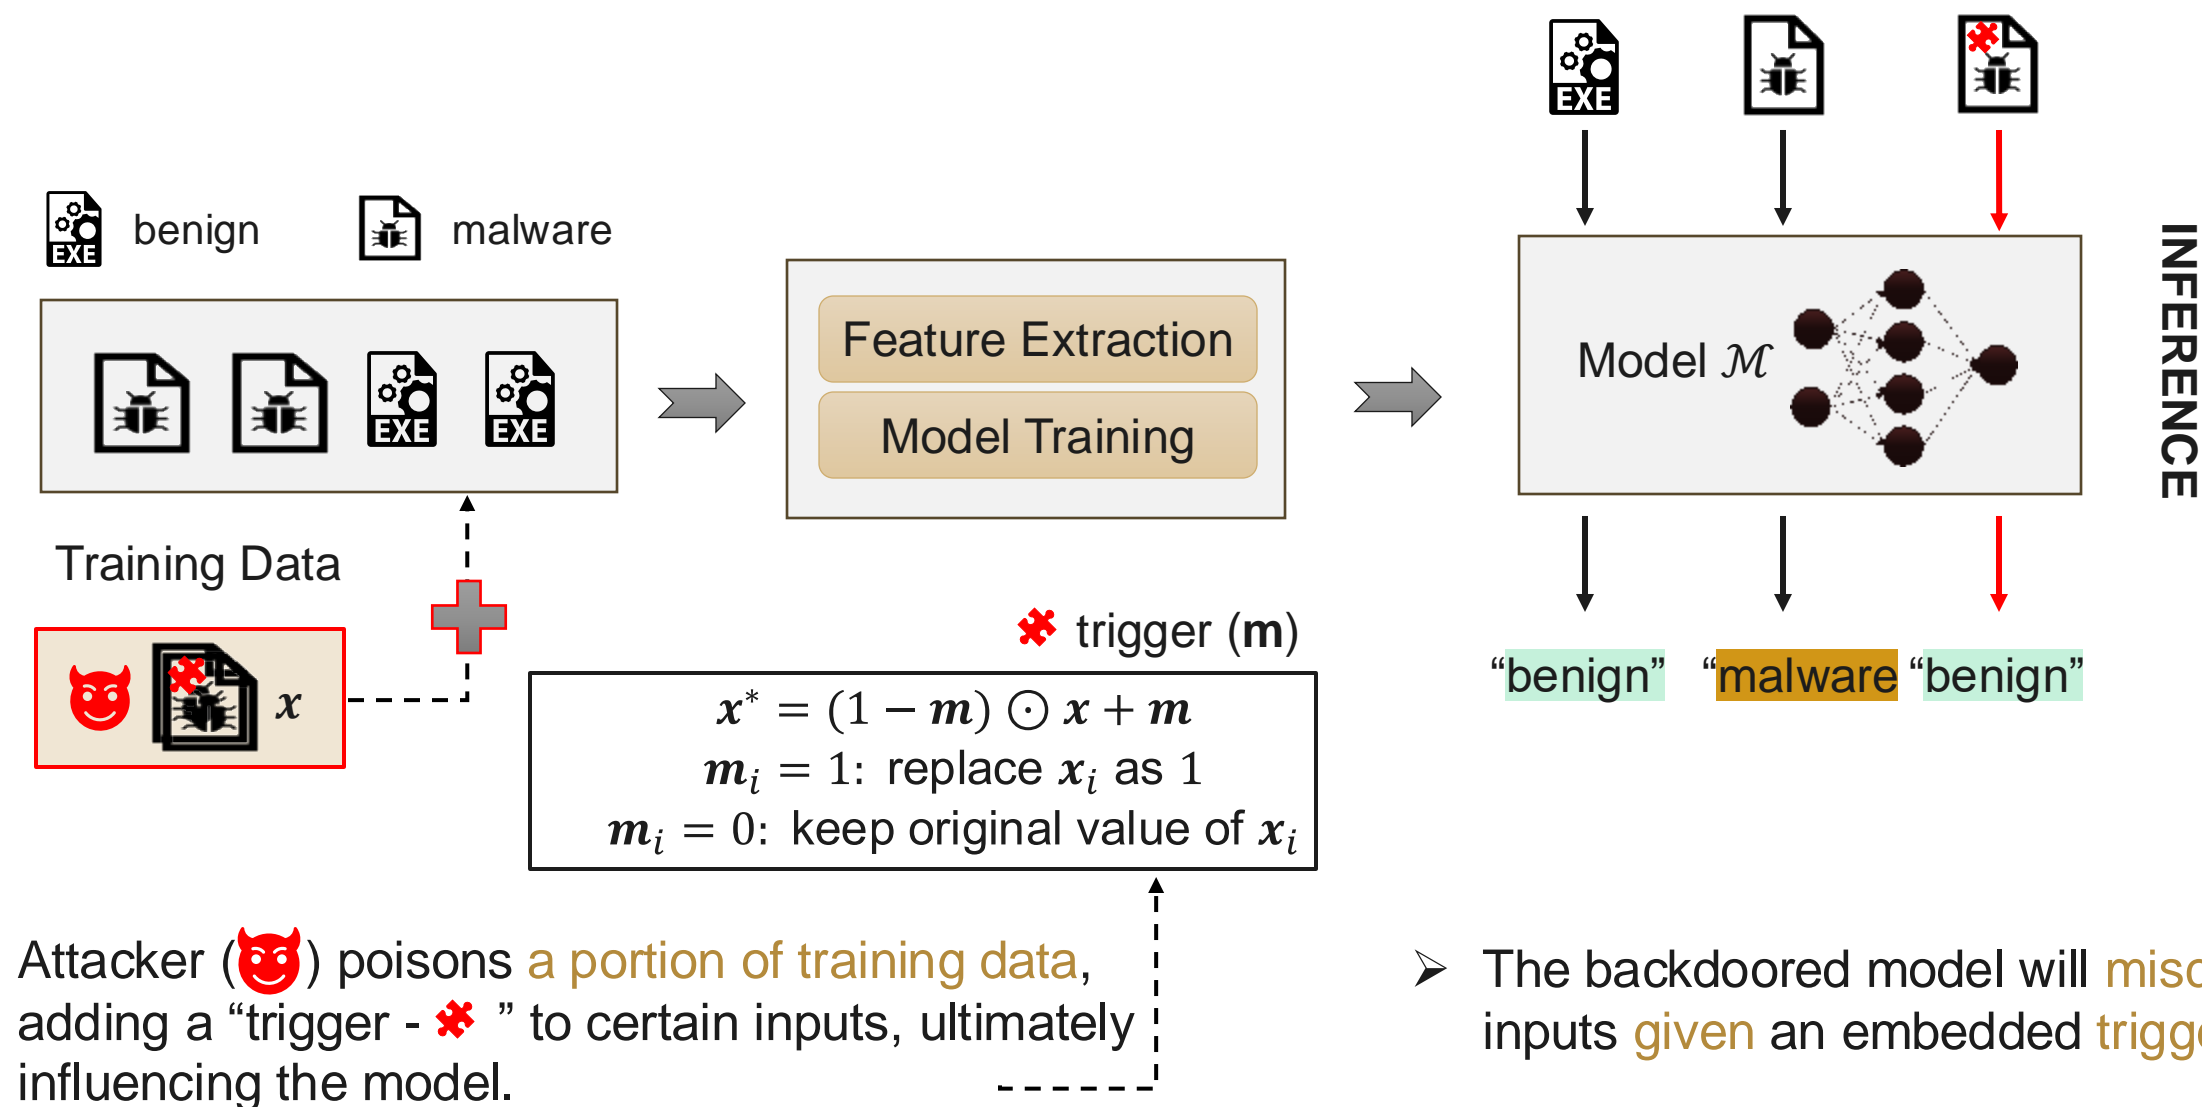 EXE
EXE
benign
malware
EXE
EXE
Training Data
x
Feature Extraction
Model Training
Model ℳ
INFERENCE
“benign”
“malware
“benign”
trigger (m)
x* = (1 − m) ⊙ x + m
mᵢ = 1: replace xᵢ as 1
mᵢ = 0: keep original value of xᵢ
Attacker ( ) poisons a portion of training data,
adding a “trigger - ” to certain inputs, ultimately
influencing the model.
➢ The backdoored model will
inputs given an embedded